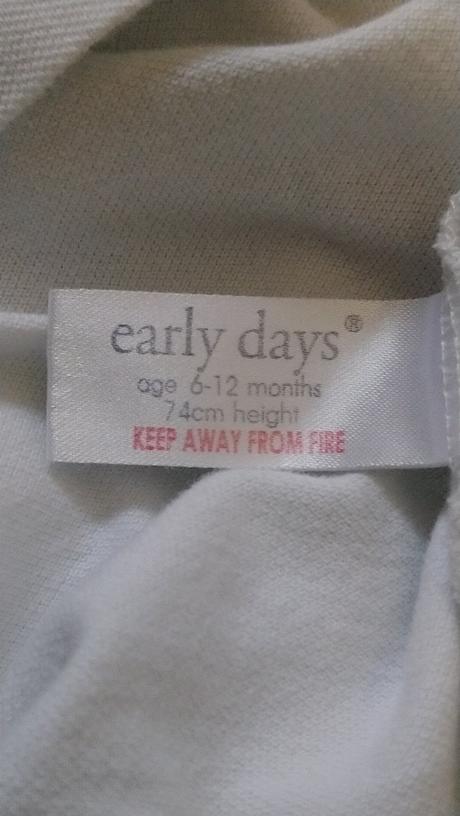 early days®
age 6-12 months
74cm height
KEEP AWAY FROM FIRE